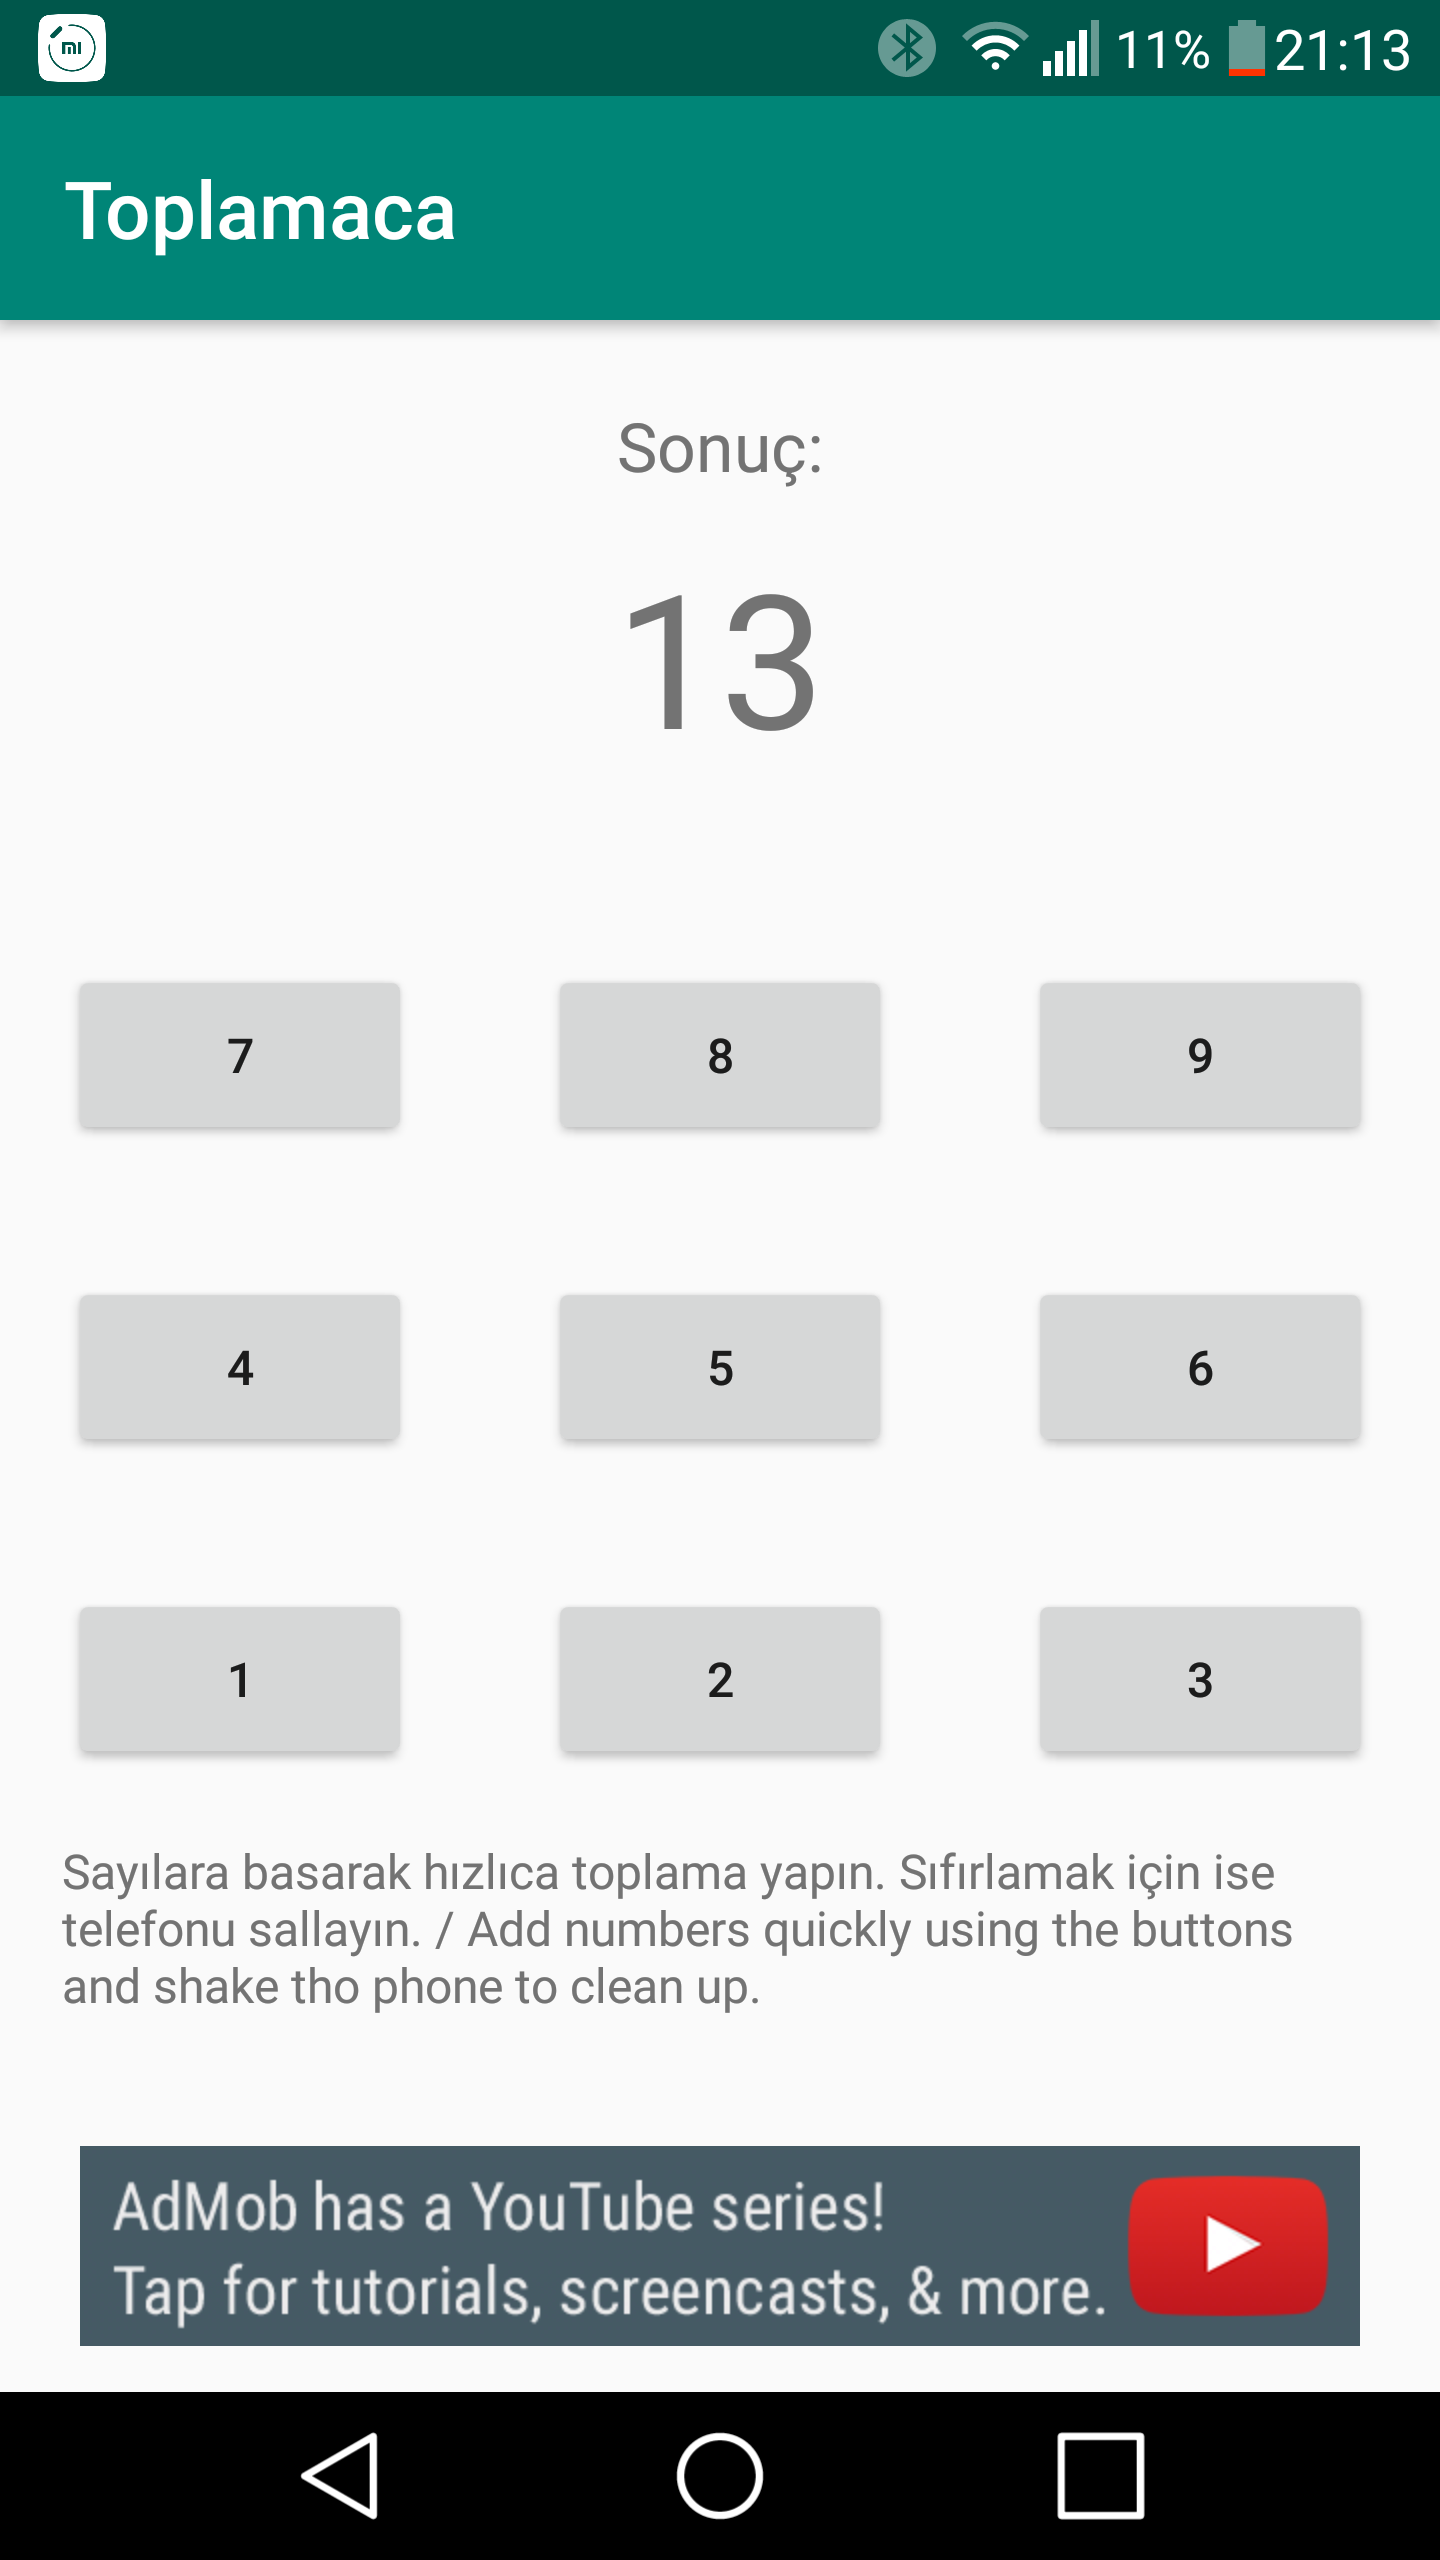 mi
11% 21:13
Toplamaca
Sonuç:
13
7 8 9
4 5 6
1 2 3
Sayılara basarak hızlıca toplama yapın. Sıfırlamak için ise
telefonu sallayın. / Add numbers quickly using the buttons
and shake tho phone to clean up.
AdMob has a YouTube series!
Tap for tutorials, screencasts, & more.